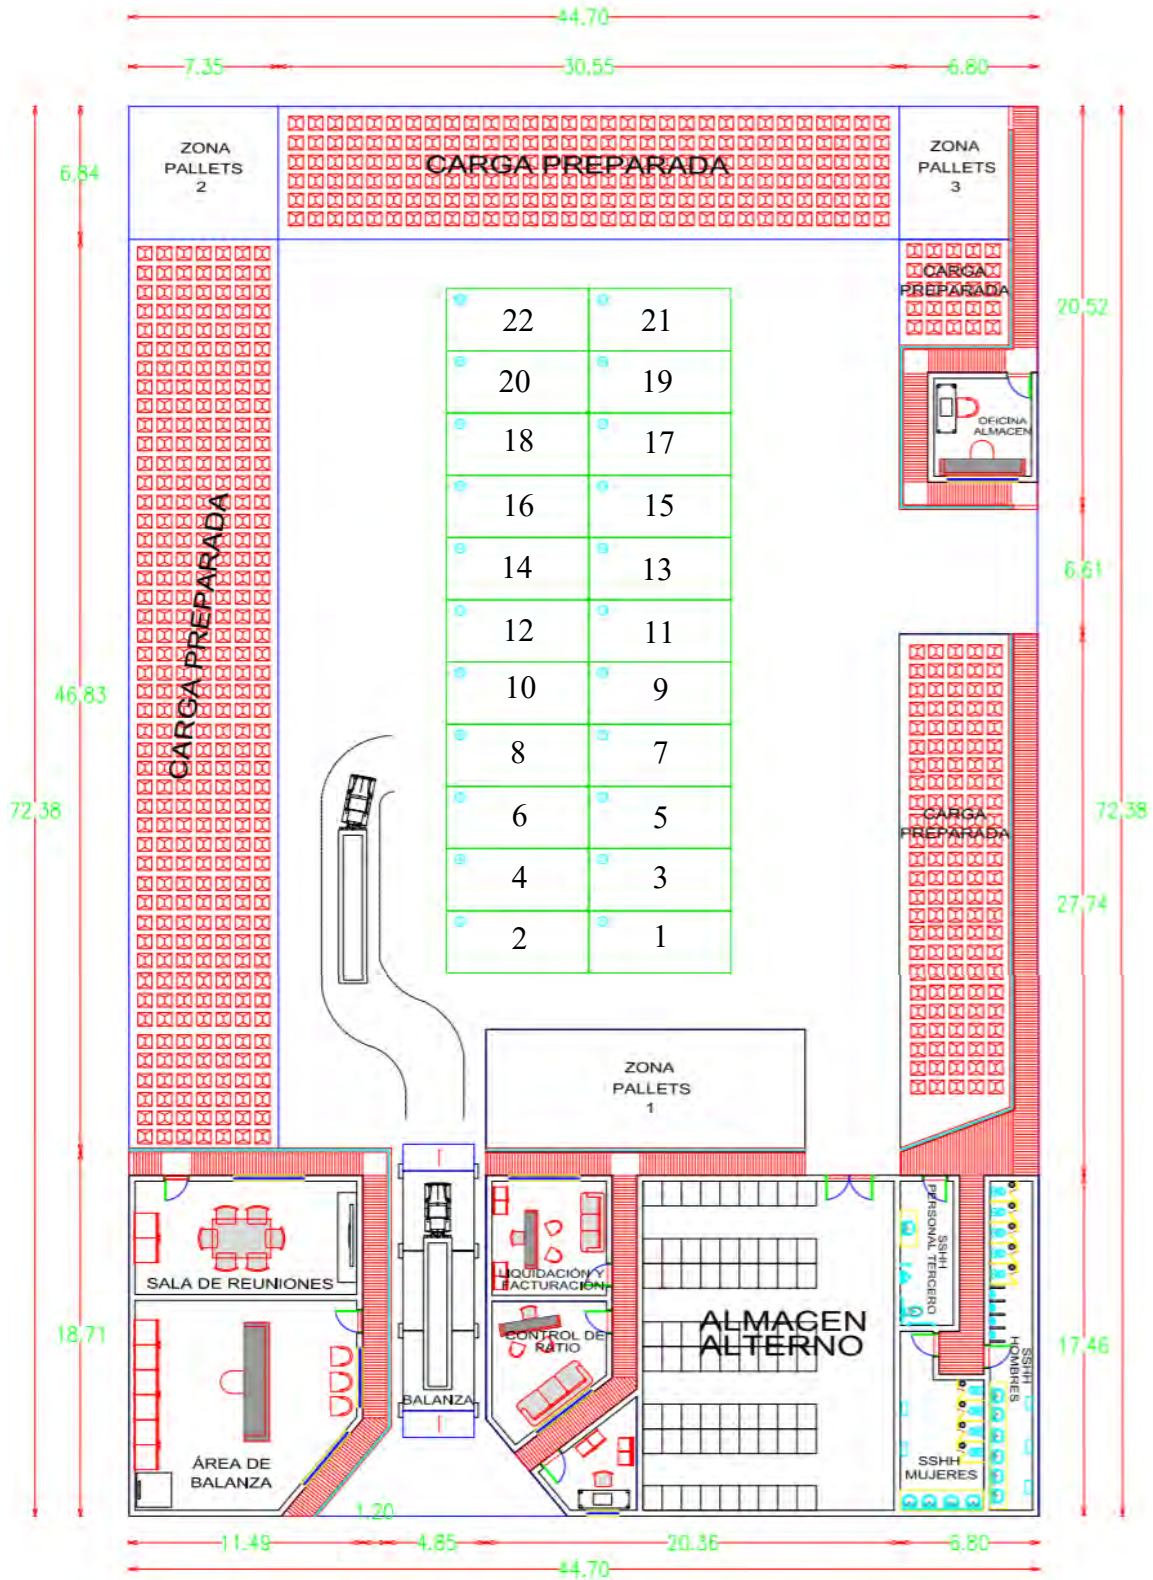 44.70
7.35
30.55
6.80
ZONA
PALLETS
2
CARGA PREPARADA
ZONA
PALLETS
3
6.84
CARGA
PREPARADA
20.52
22
21
20
19
OFICINA
ALMACEN
18
17
16
15
CARGA PREPARADA
14
13
6.61
12
11
46.83
10
9
8
7
72.38
72.38
6
5
CARGA
PREPARADA
4
3
27.74
2
1
ZONA
PALLETS
1
SALA DE REUNIONES
LIQUIDACIÓN Y
FACTURACIÓN
SSHH
PERSONAL TERCERO
18.71
CONTROL DE
RATIO
ALMACEN
ALTERNO
17.46
SSHH
HOMBRES
BALANZA
ÁREA DE
BALANZA
SSHH
MUJERES
1.20
11.49
4.85
20.36
6.80
44.70